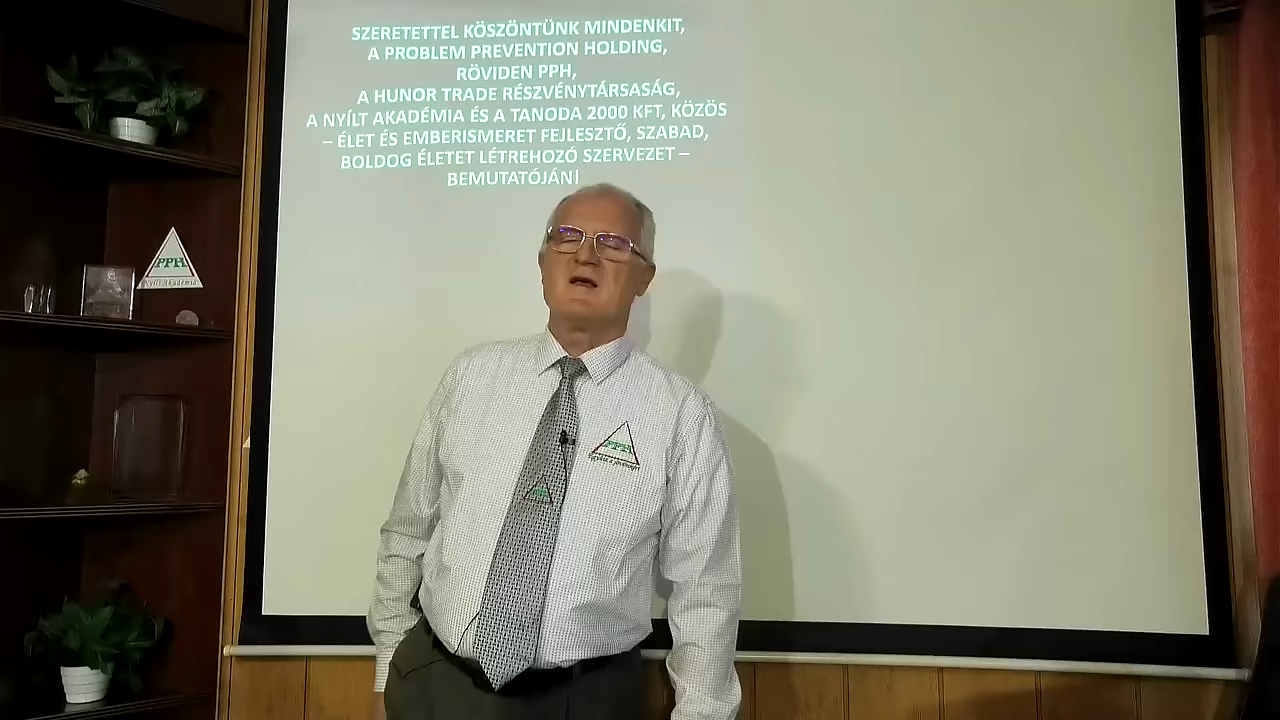 SZERETETTEL KÖSZÖNTÜNK MINDENKIT,
A PROBLEM PREVENTION HOLDING,
RÖVIDEN PPH,
A HUNOR TRADE RÉSZVÉNYTÁRSASÁG,
A NYÍLT AKADÉMIA ÉS A TANODA 2000 KFT, KÖZÖS
– ÉLET ÉS EMBERISMERET FEJLESZTŐ, SZABAD,
BOLDOG ÉLETET LÉTREHOZÓ SZERVEZET –
BEMUTATÓJÁN!
PPH
Nyílt Akadémia
PPH
PPH